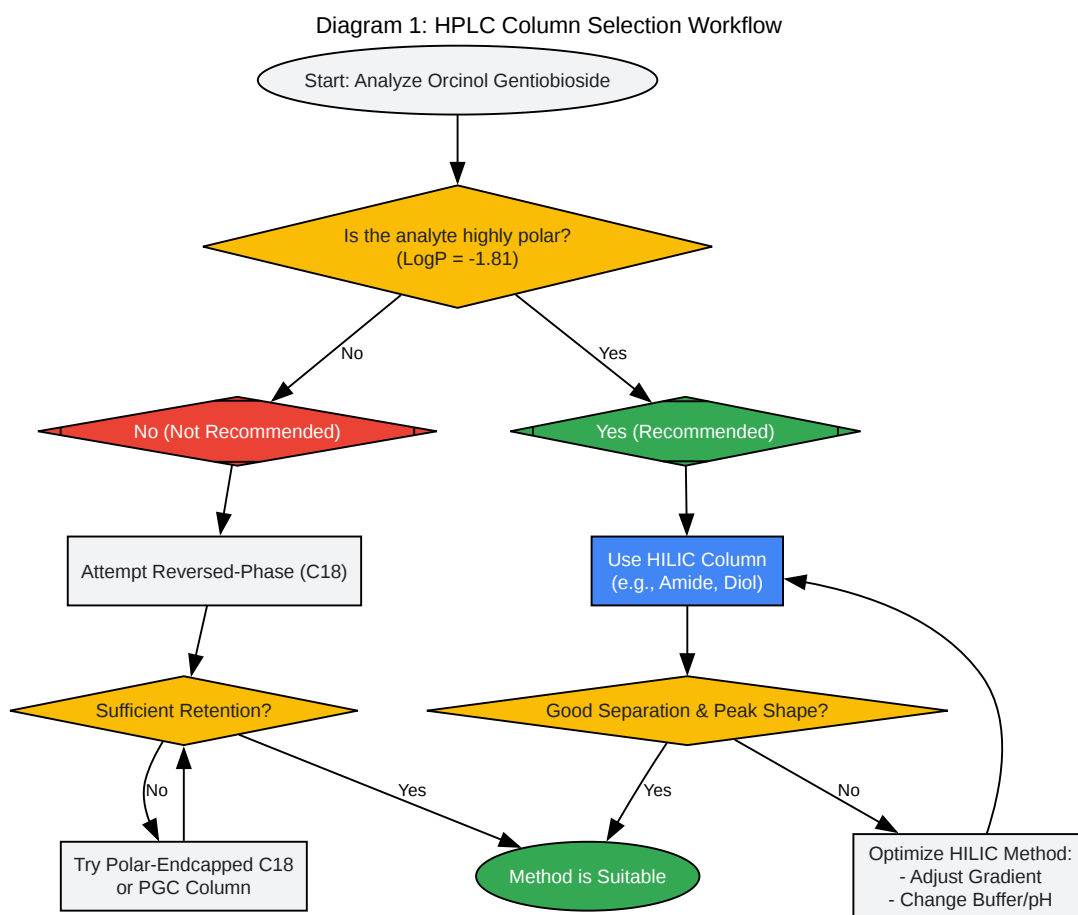 Diagram 1: HPLC Column Selection Workflow
Start: Analyze Orcinol Gentiobioside
Is the analyte highly polar?
(LogP = -1.81)
No
Yes
No (Not Recommended)
Yes (Recommended)
Attempt Reversed-Phase (C18)
Use HILIC Column
(e.g., Amide, Diol)
Sufficient Retention?
Good Separation & Peak Shape?
No
Yes
Yes
No
Try Polar-Endcapped C18
or PGC Column
Method is Suitable
Optimize HILIC Method:
- Adjust Gradient
- Change Buffer/pH